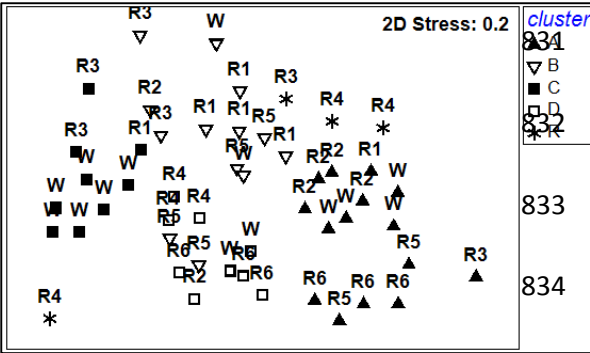 R3 W 2D Stress: 0.2 cluster
831 A
B
R3 R1 R3 C
R2 R4 R4 D
R3 R1 R1 R5 832
R3 R1 R5 R1
W W W R2 R2 R1
W W R4 R4 R2 W R2 W W 833
R5 R5 W
R6 W R6 R5 R3
R2 R6 R6 R6 R6 834
R4 R5